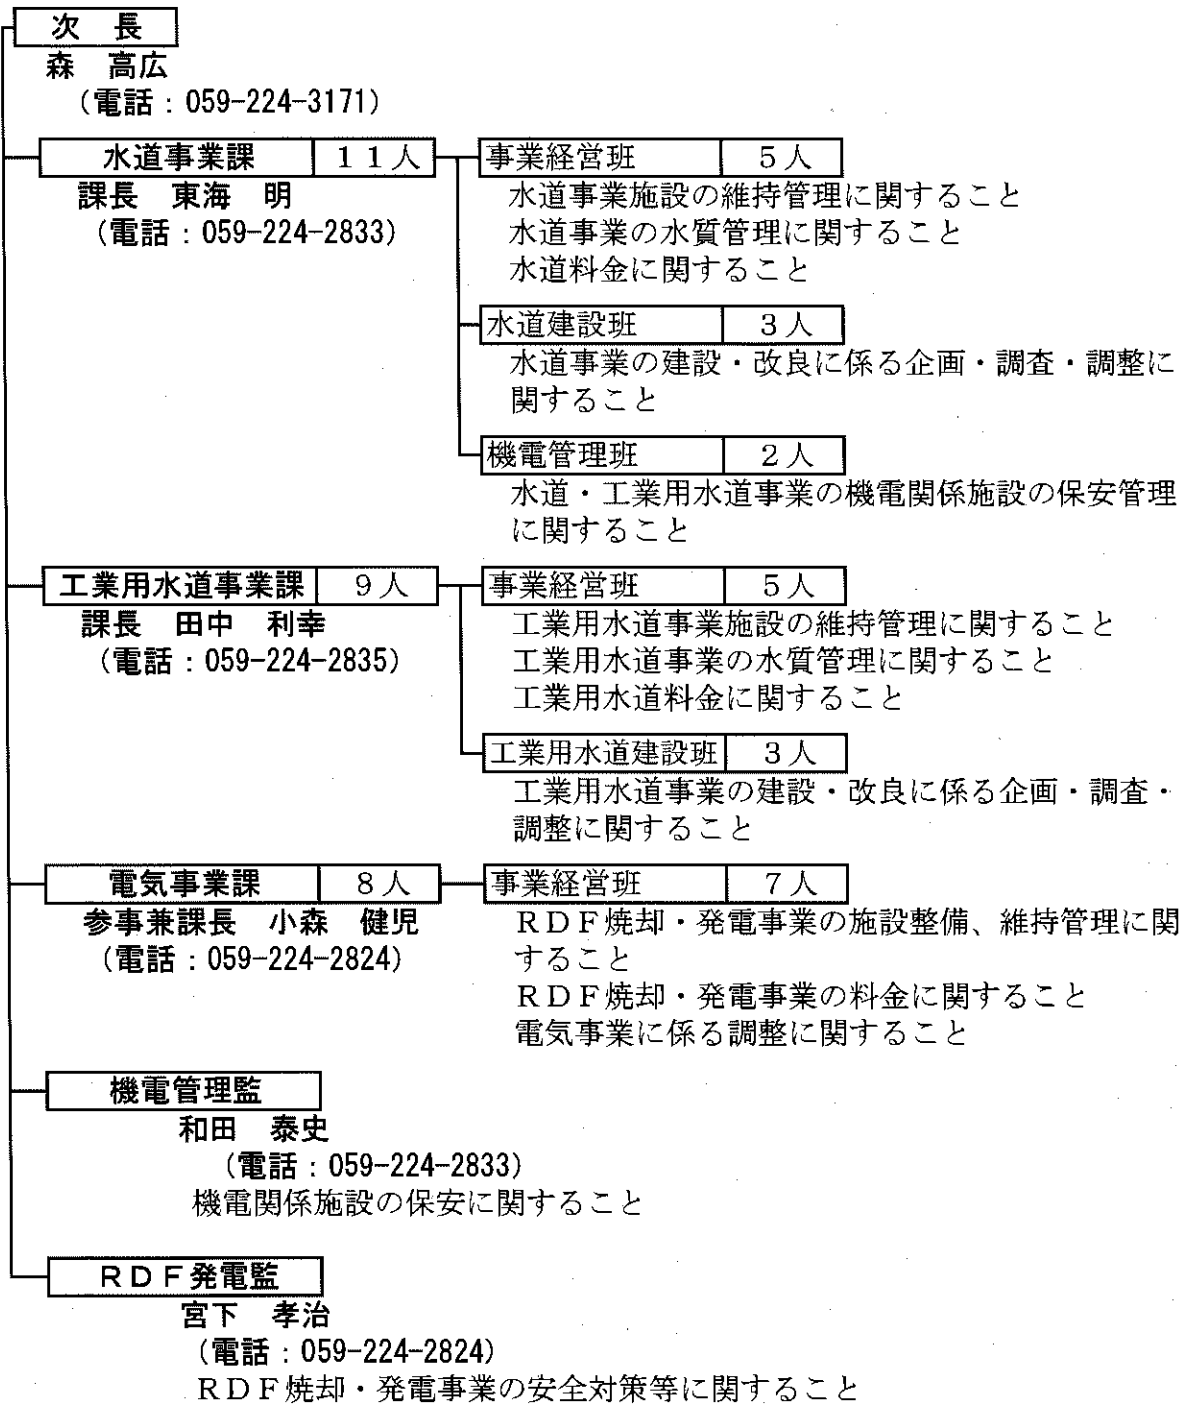 次　長
森　高広
（電話：059-224-3171）
水道事業課　１１人
課長　東海　明
（電話：059-224-2833）
事業経営班　５人
水道事業施設の維持管理に関すること
水道事業の水質管理に関すること
水道料金に関すること
水道建設班　３人
水道事業の建設・改良に係る企画・調査・調整に
関すること
機電管理班　２人
水道・工業用水道事業の機電関係施設の保安管理
に関すること
工業用水道事業課　９人
課長　田中　利幸
（電話：059-224-2835）
事業経営班　５人
工業用水道事業施設の維持管理に関すること
工業用水道事業の水質管理に関すること
工業用水道料金に関すること
工業用水道建設班　３人
工業用水道事業の建設・改良に係る企画・調査・
調整に関すること
電気事業課　８人
参事兼課長　小森　健児
（電話：059-224-2824）
事業経営班　７人
ＲＤＦ焼却・発電事業の施設整備、維持管理に関
すること
ＲＤＦ焼却・発電事業の料金に関すること
電気事業に係る調整に関すること
機電管理監
和田　泰史
（電話：059-224-2833）
機電関係施設の保安に関すること
ＲＤＦ発電監
宮下　孝治
（電話：059-224-2824）
ＲＤＦ焼却・発電事業の安全対策等に関すること